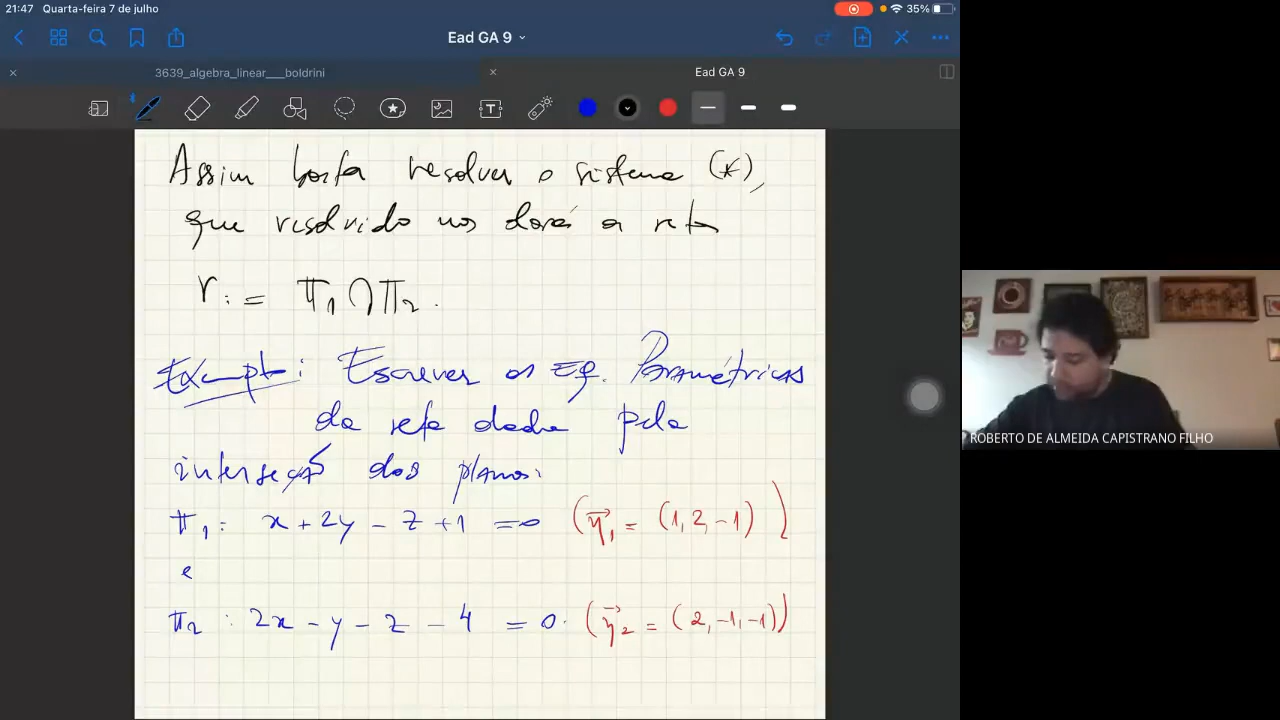 21:47 Quarta-feira 7 de julho
35%
Ead GA 9
3639_algebra_linear___boldrini
Ead GA 9
Assim basta resolver o sistema (*),
que resolvido nos dará a reta
r := π₁ ∩ π₂.
Exemplo: Escrever as Eq. Paramétricas
da reta dada pela
interseção dos planos:
π₁: x + 2y - z + 1 = 0 (η⃗₁ = (1, 2, -1))
e
π₂: 2x - y - z - 4 = 0. (η⃗₂ = (2, -1, -1))
ROBERTO DE ALMEIDA CAPISTRANO FILHO